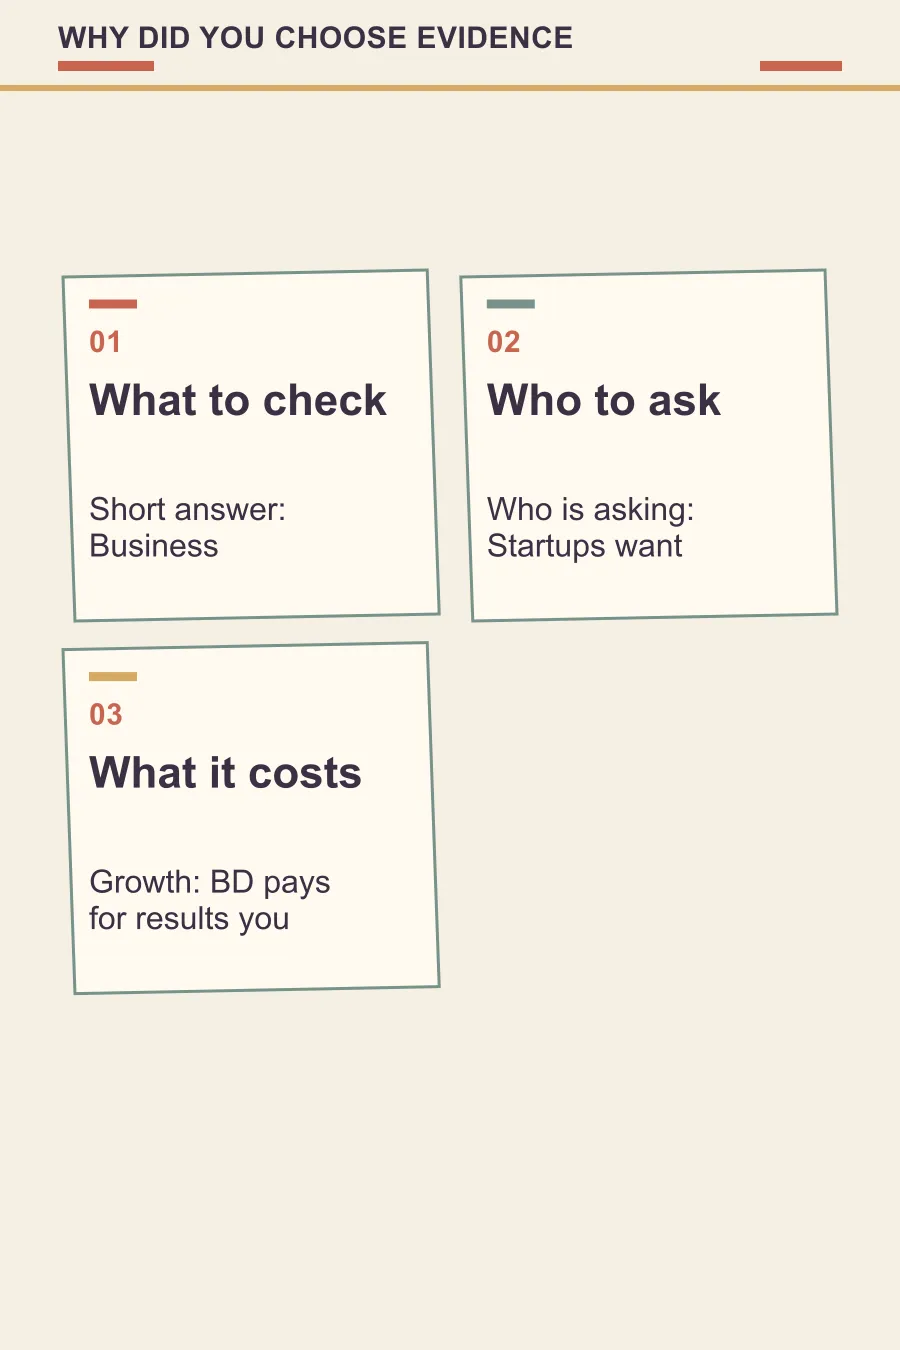 WHY DID YOU CHOOSE EVIDENCE
01
What to check
Short answer:
Business
02
Who to ask
Who is asking:
Startups want
03
What it costs
Growth: BD pays
for results you